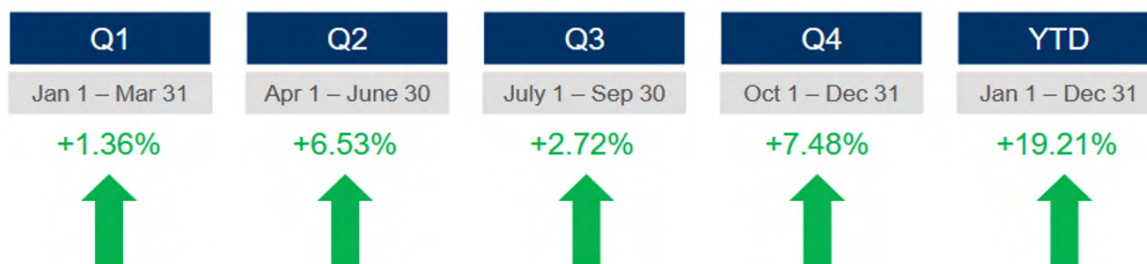 Q1 Q2 Q3 Q4 YTD
Jan 1 – Mar 31 Apr 1 – June 30 July 1 – Sep 30 Oct 1 – Dec 31 Jan 1 – Dec 31
+1.36% +6.53% +2.72% +7.48% +19.21%